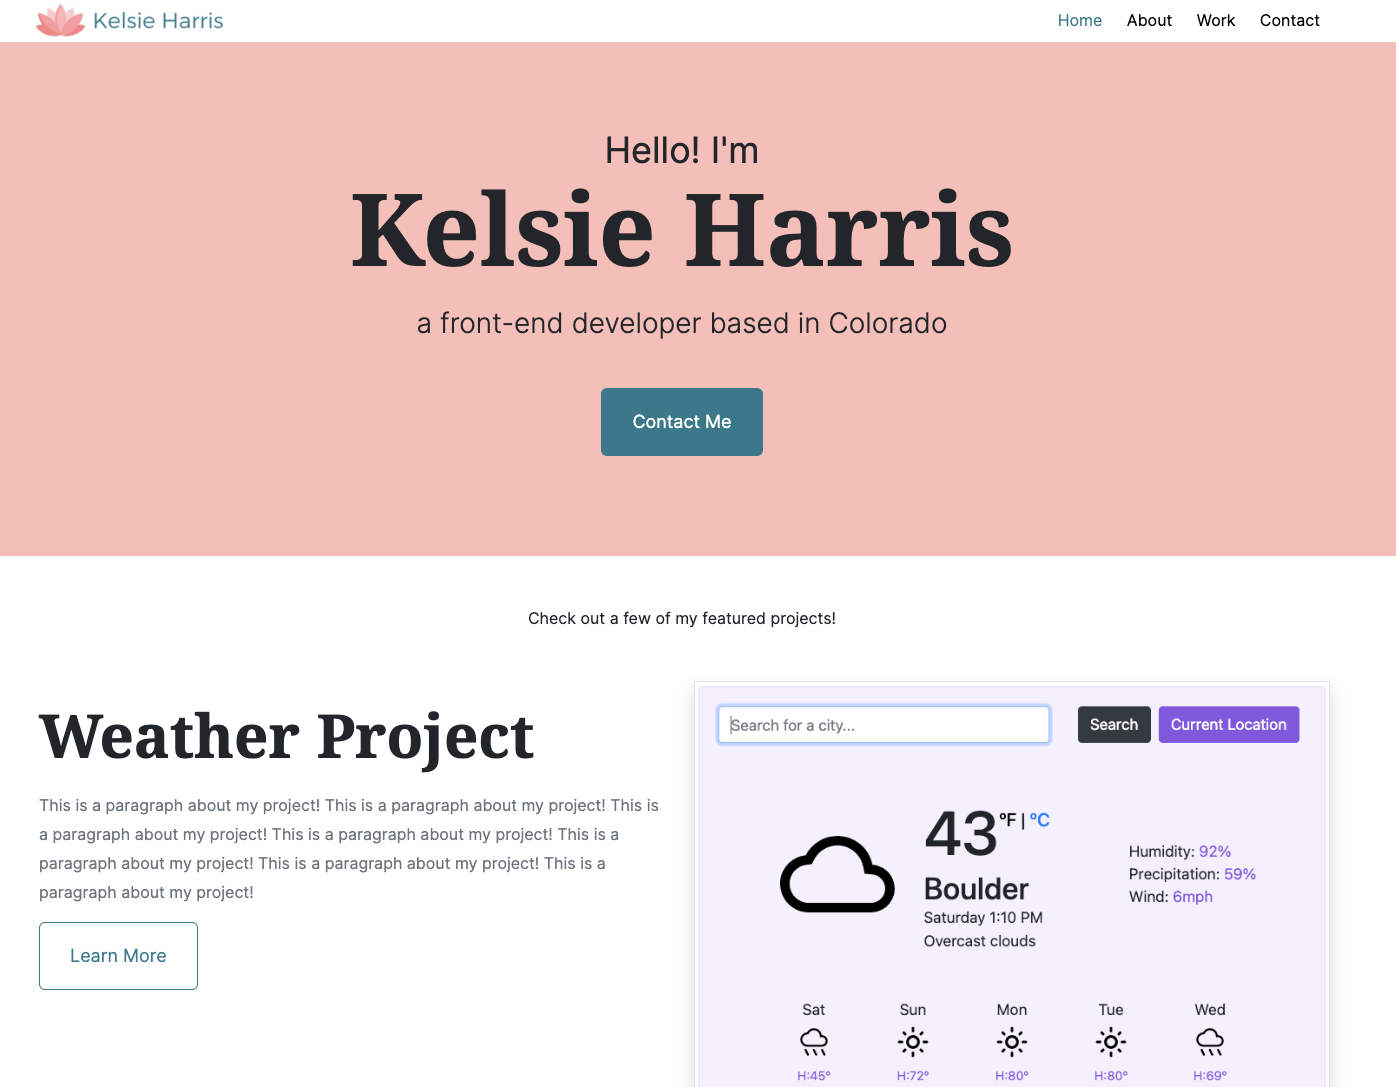 Kelsie Harris
Home About Work Contact
Hello! I'm
Kelsie Harris
a front-end developer based in Colorado
Contact Me
Check out a few of my featured projects!
Weather Project
This is a paragraph about my project! This is a paragraph about my project! This is
a paragraph about my project! This is a paragraph about my project! This is a
paragraph about my project! This is a paragraph about my project! This is a
paragraph about my project!
Learn More
Search for a city...
Search
Current Location
43 °F | °C
Boulder
Saturday 1:10 PM
Overcast clouds
Humidity: 92%
Precipitation: 59%
Wind: 6mph
Sat Sun Mon Tue Wed
H:45° H:72° H:80° H:80° H:69°